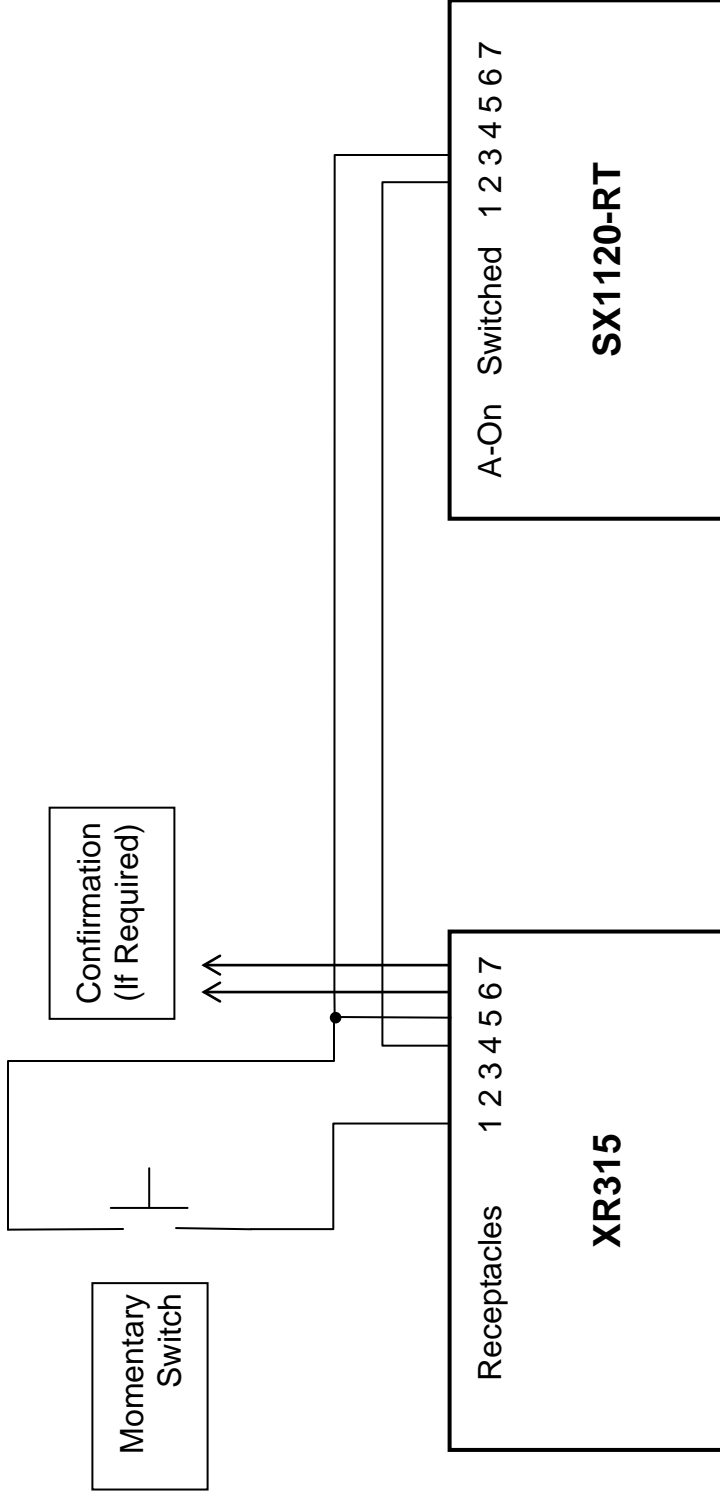 Momentary
Switch
Confirmation
(If Required)
Receptacles 1 2 3 4 5 6 7
XR315
A-On Switched 1 2 3 4 5 6 7
SX1120-RT